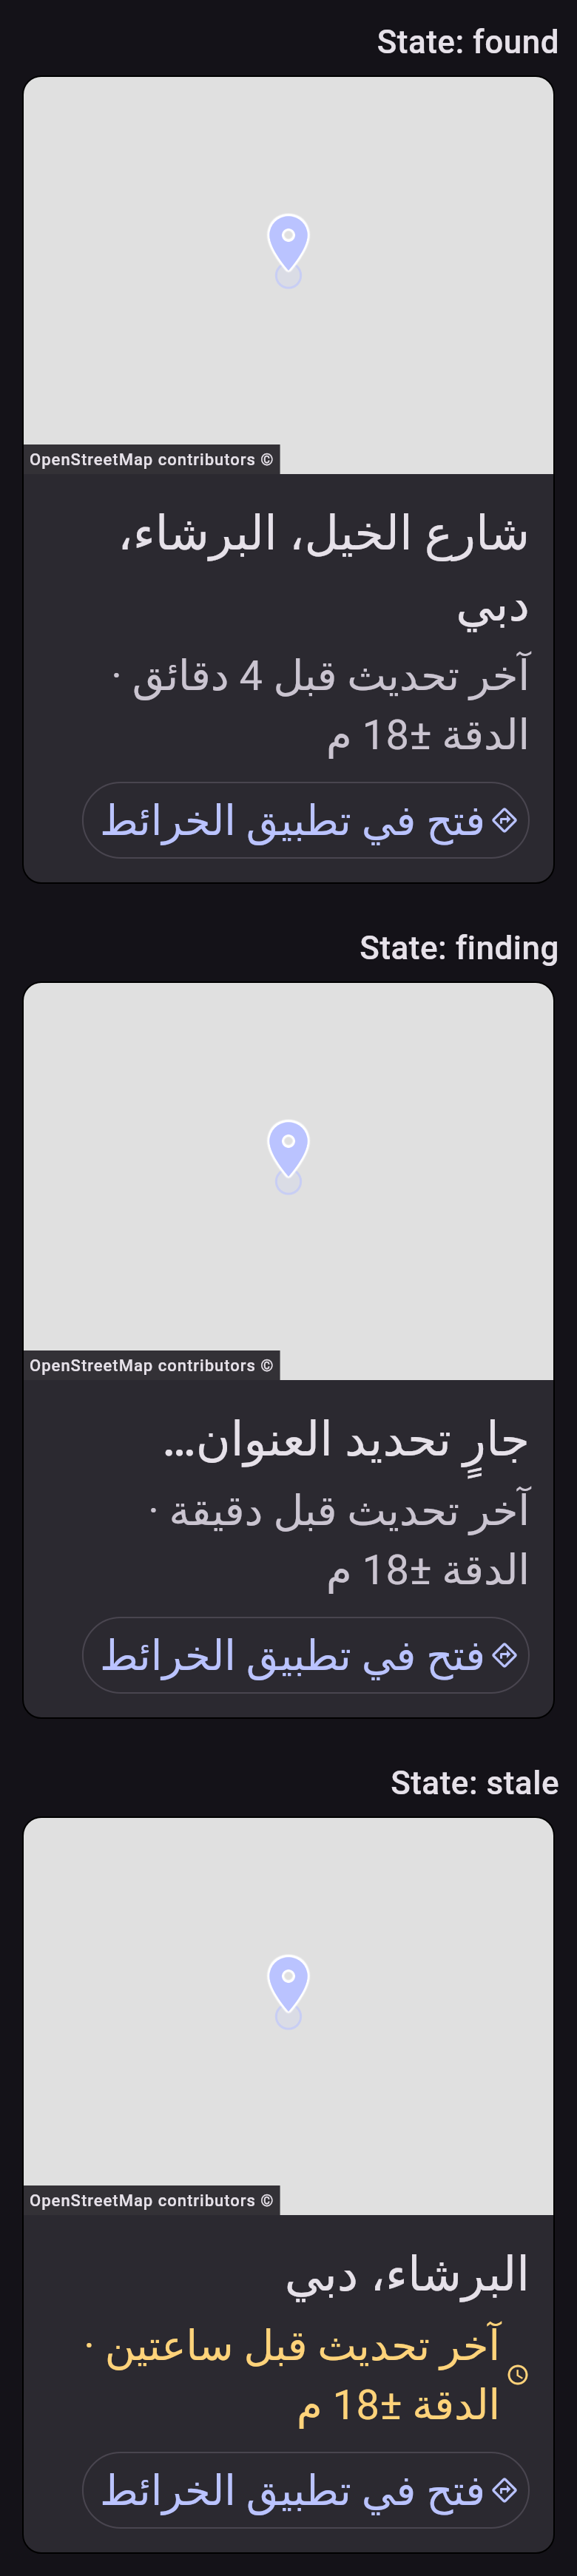 State: found
OpenStreetMap contributors ©
شارع الخيل، البرشاء،
دبي
آخر تحديث قبل 4 دقائق ·
الدقة ±18 م
فتح في تطبيق الخرائط
State: finding
OpenStreetMap contributors ©
جارٍ تحديد العنوان…
آخر تحديث قبل دقيقة ·
الدقة ±18 م
فتح في تطبيق الخرائط
State: stale
OpenStreetMap contributors ©
البرشاء، دبي
آخر تحديث قبل ساعتين ·
الدقة ±18 م
فتح في تطبيق الخرائط